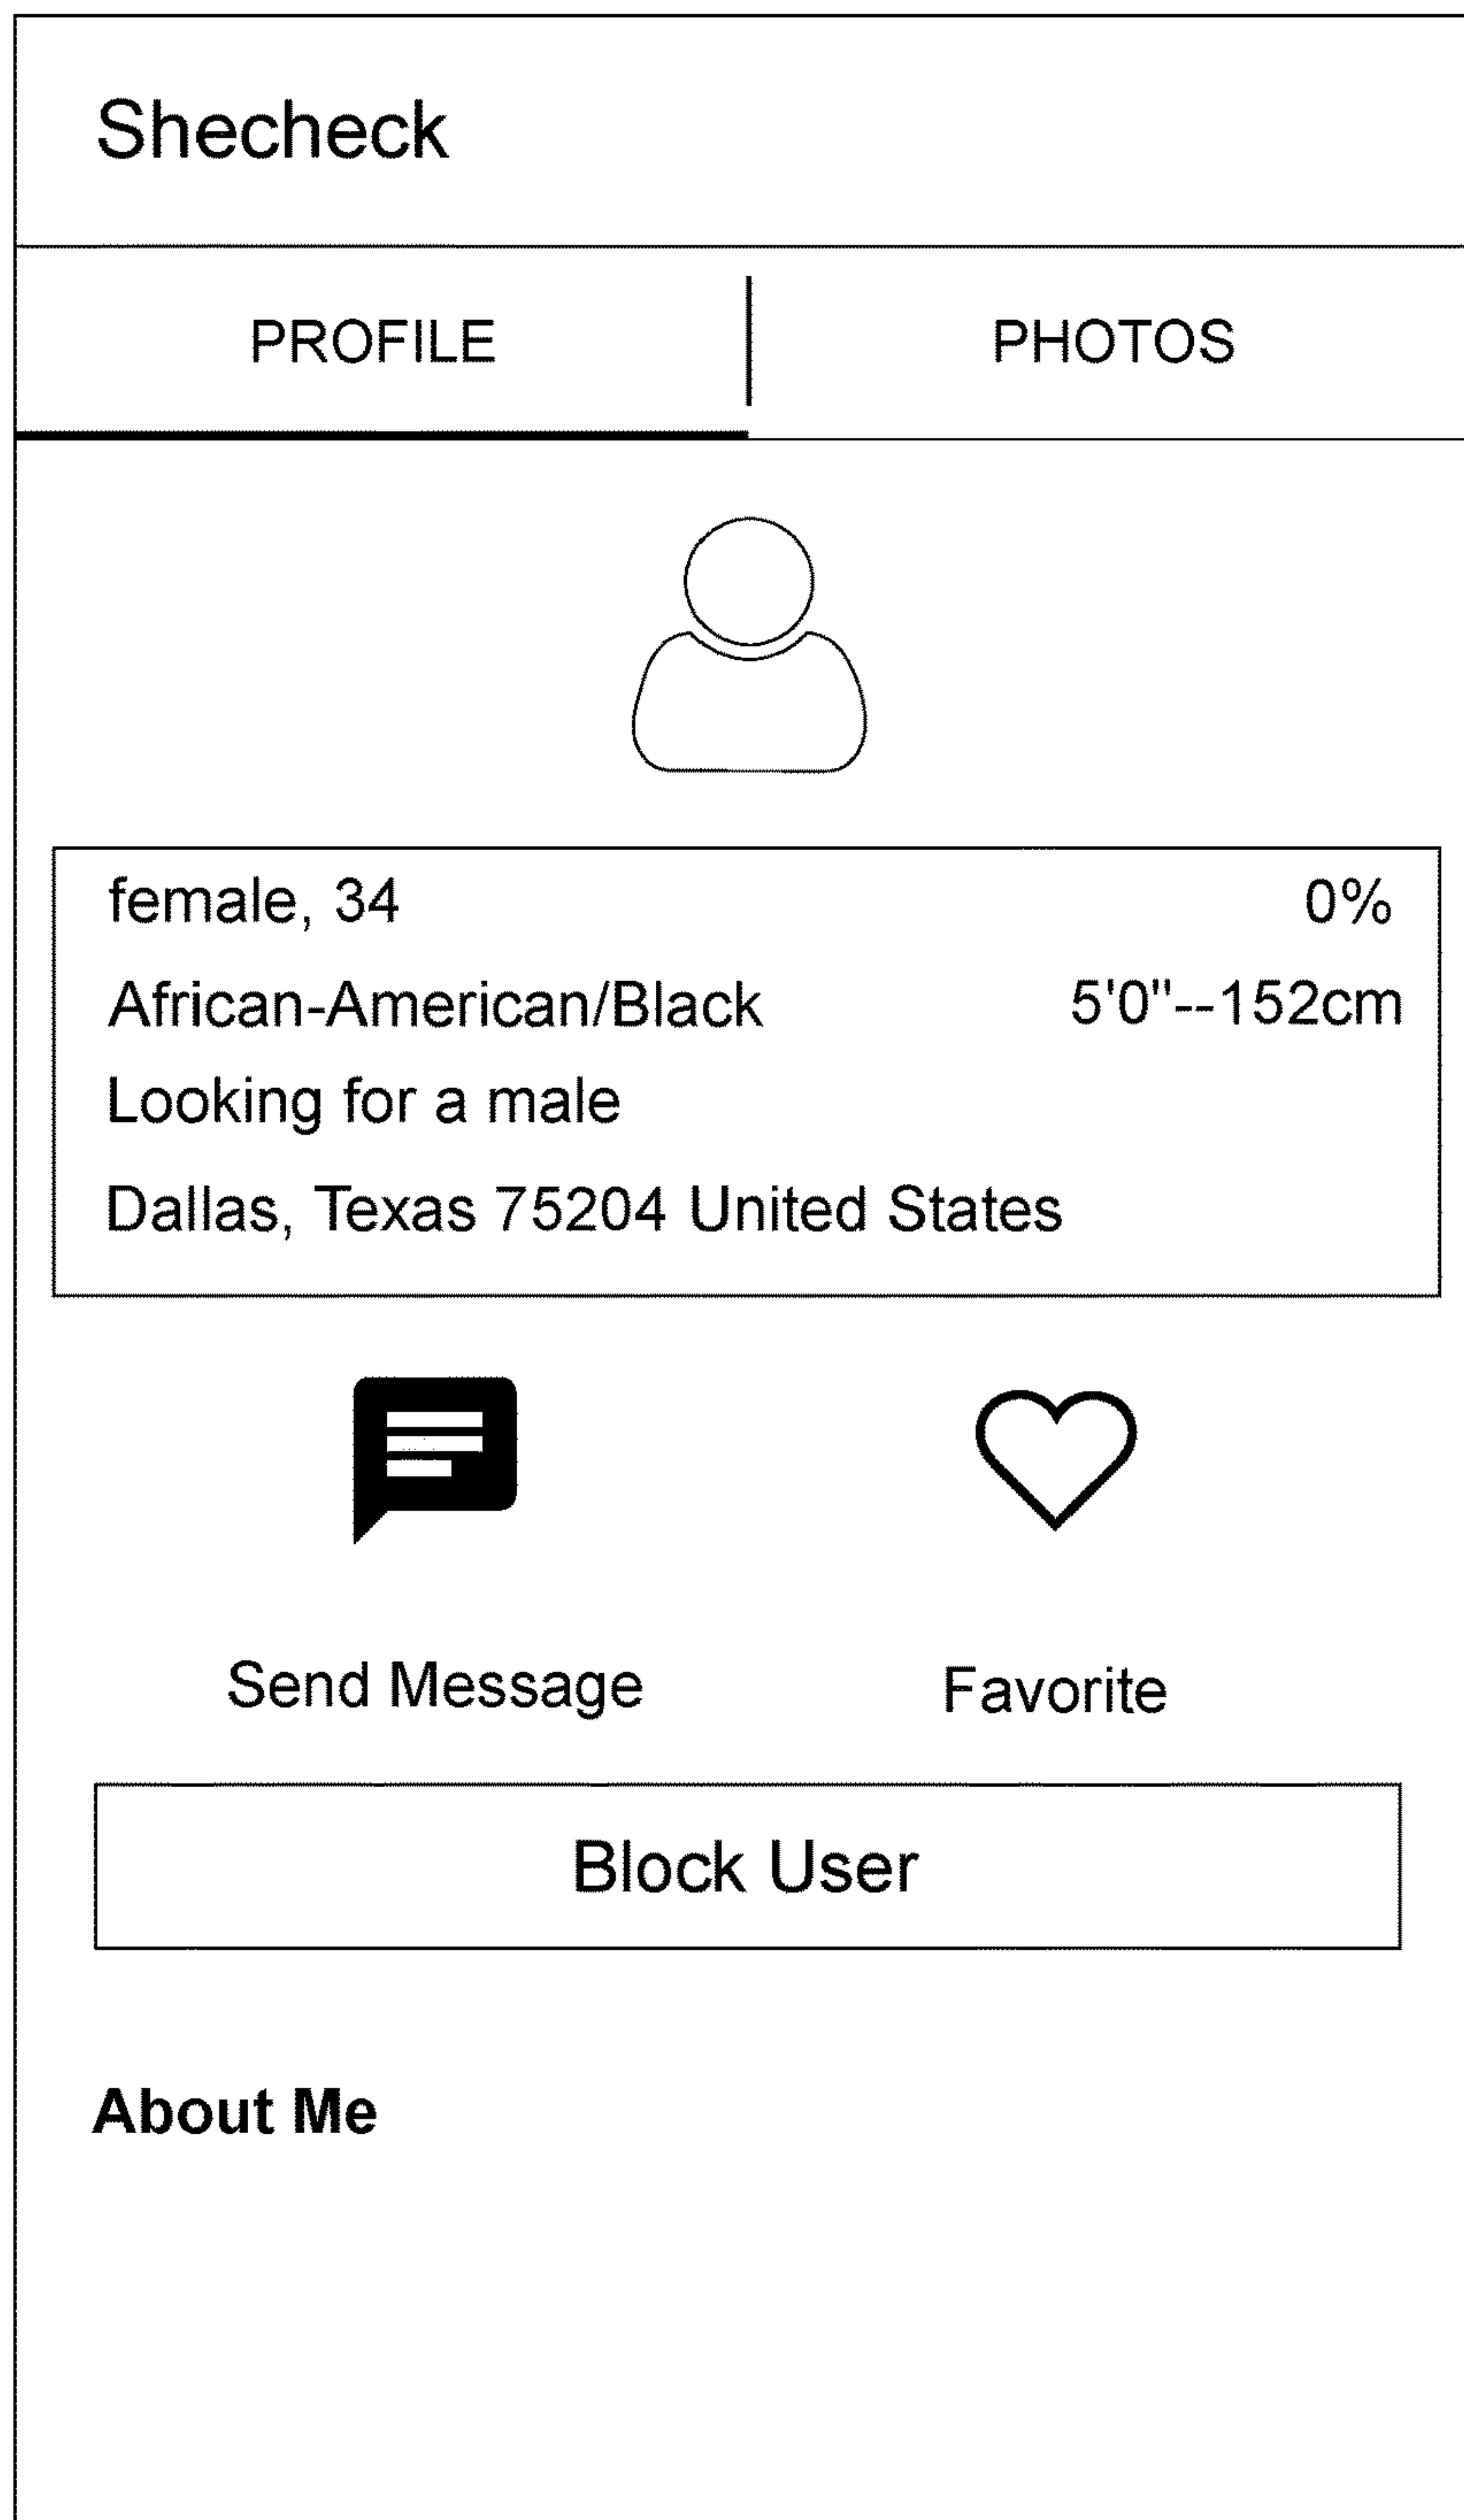 Shecheck
PROFILE PHOTOS
female, 34 0%
African-American/Black 5'0"--152cm
Looking for a male
Dallas, Texas 75204 United States
Send Message Favorite
Block User
About Me